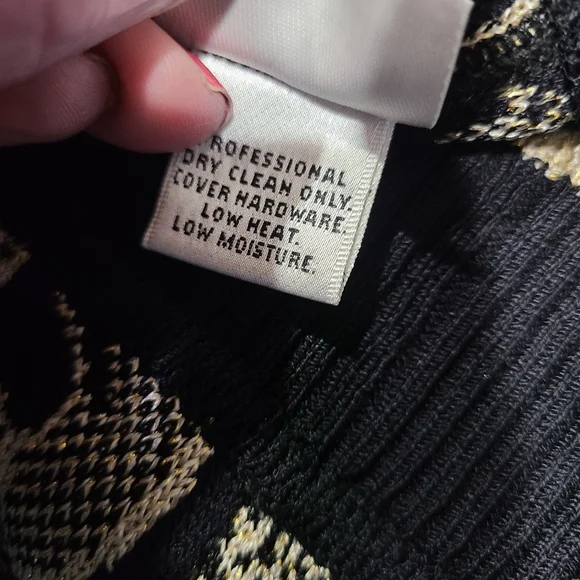 PROFESSIONAL
DRY CLEAN ONLY.
COVER HARDWARE.
LOW HEAT.
LOW MOISTURE.